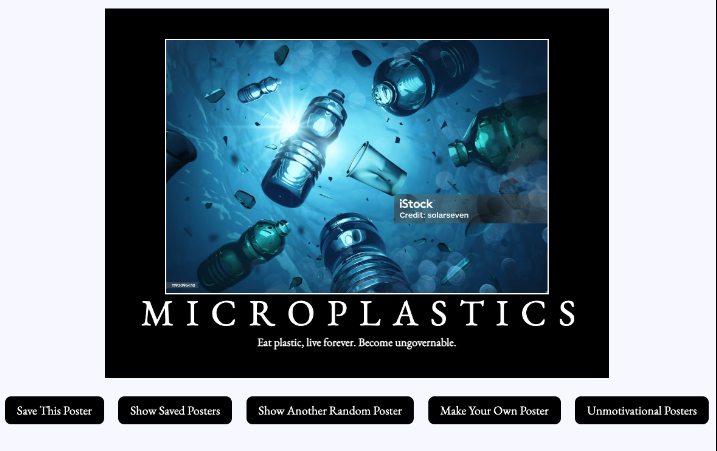 iStock
Credit: solarseven
MICROPLASTICS
Eat plastic, live forever. Become ungovernable.
Save This Poster
Show Saved Posters
Show Another Random Poster
Make Your Own Poster
Unmotivational Posters